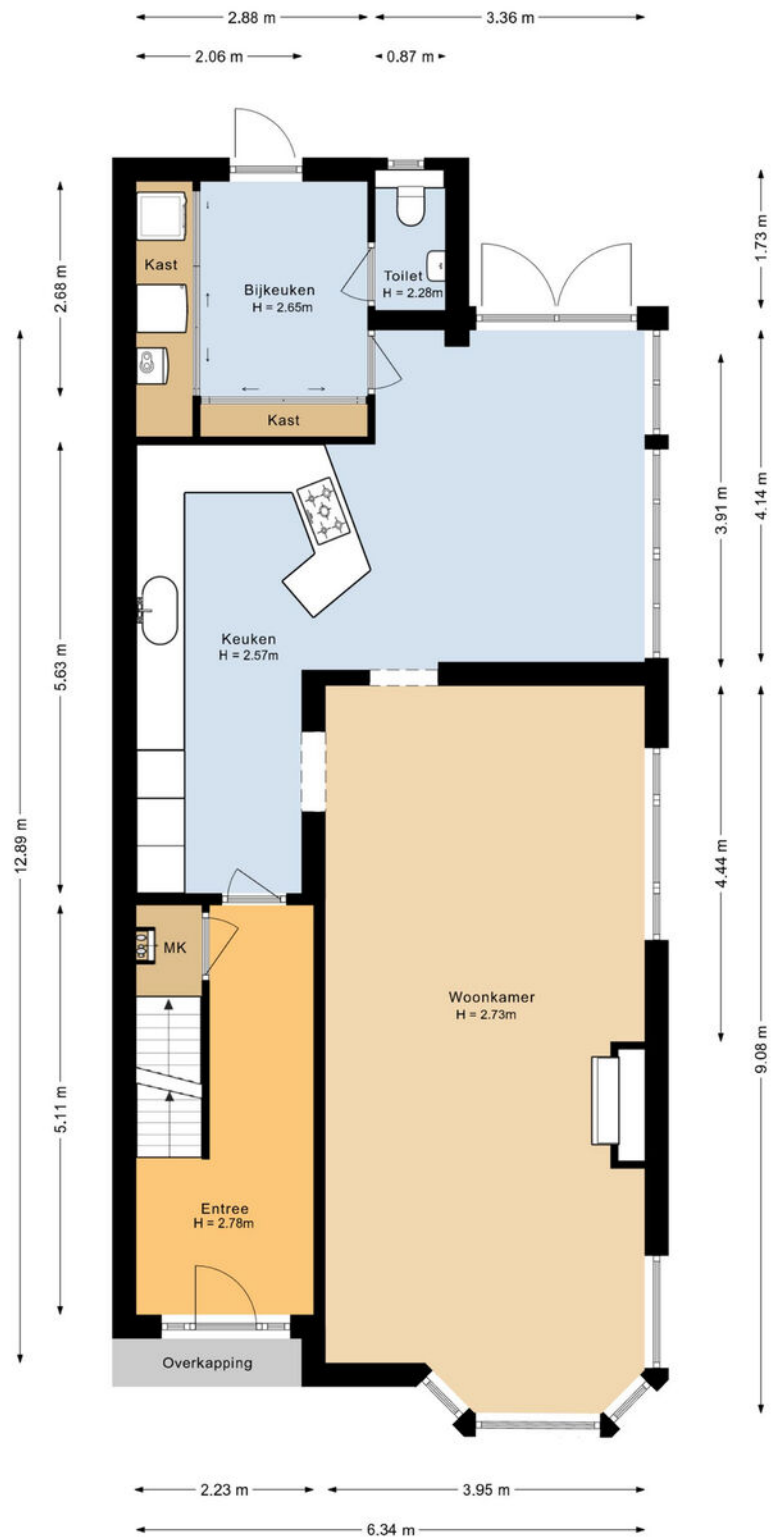 2.88 m
3.36 m
2.06 m
0.87 m
1.73 m
2.68 m
Kast
Bijkeuken
H = 2.65m
Toilet
H = 2.28m
Kast
3.91 m
4.14 m
5.63 m
Keuken
H = 2.57m
12.89 m
4.44 m
MK
Woonkamer
H = 2.73m
9.08 m
5.11 m
Entree
H = 2.78m
Overkapping
2.23 m
3.95 m
6.34 m